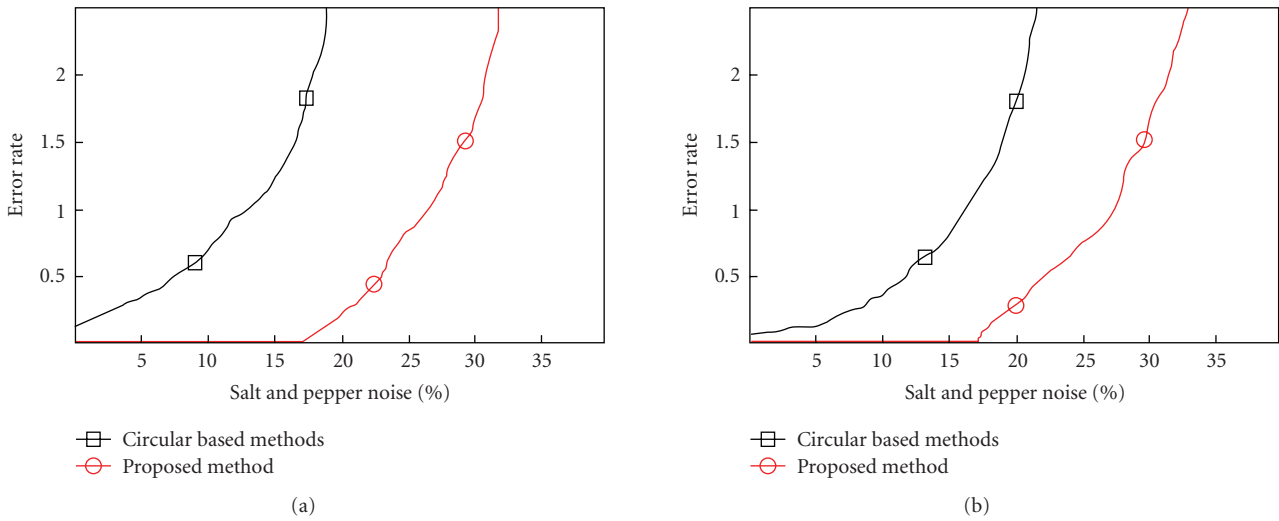 2
1.5
1
0.5
Error rate
5 10 15 20 25 30 35
Salt and pepper noise (%)
Circular based methods
Proposed method
(a)
2
1.5
1
0.5
Error rate
5 10 15 20 25 30 35
Salt and pepper noise (%)
Circular based methods
Proposed method
(b)